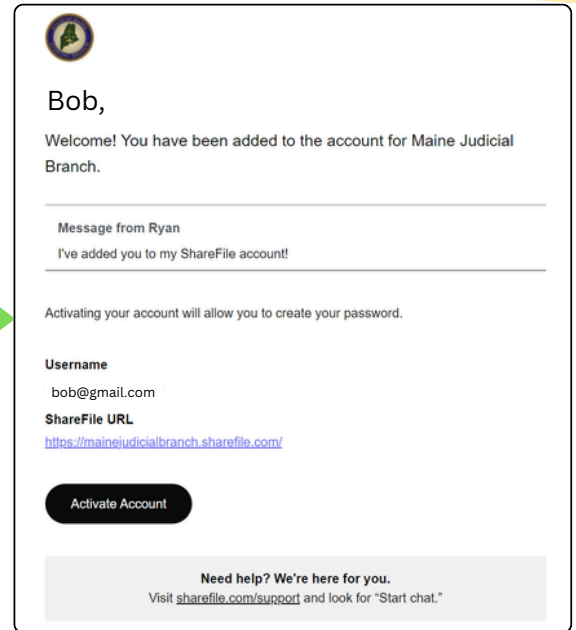 Bob,
Welcome! You have been added to the account for Maine Judicial
Branch.
Message from Ryan
I've added you to my ShareFile account!
Activating your account will allow you to create your password.
Username
bob@gmail.com
ShareFile URL
https://mainejudicialbranch.sharefile.com/
Activate Account
Need help? We're here for you.
Visit sharefile.com/support and look for “Start chat.”